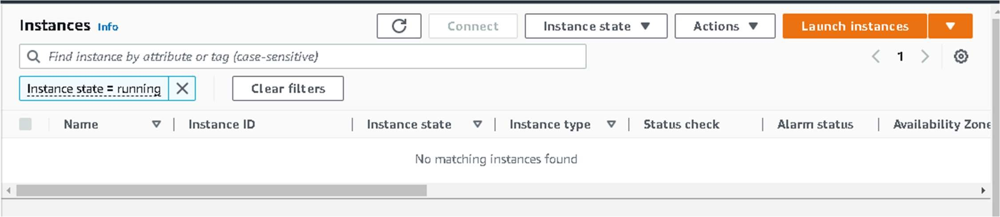 Instances Info Connect Instance state Actions Launch instances
Find instance by attribute or tag (case-sensitive) 1
Instance state = running Clear filters
Name Instance ID Instance state Instance type Status check Alarm status Availability Zone
No matching instances found